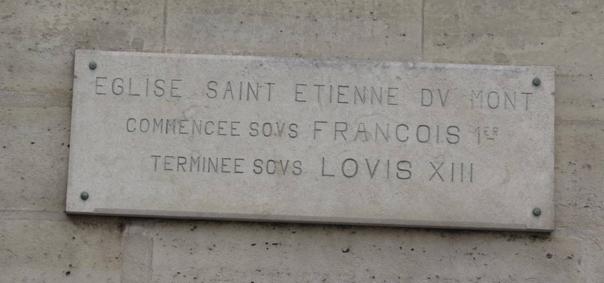 EGLISE SAINT ETIENNE DV MONT
COMMENCEE SOVS FRANCOIS 1ER
TERMINEE SOVS LOVIS XIII